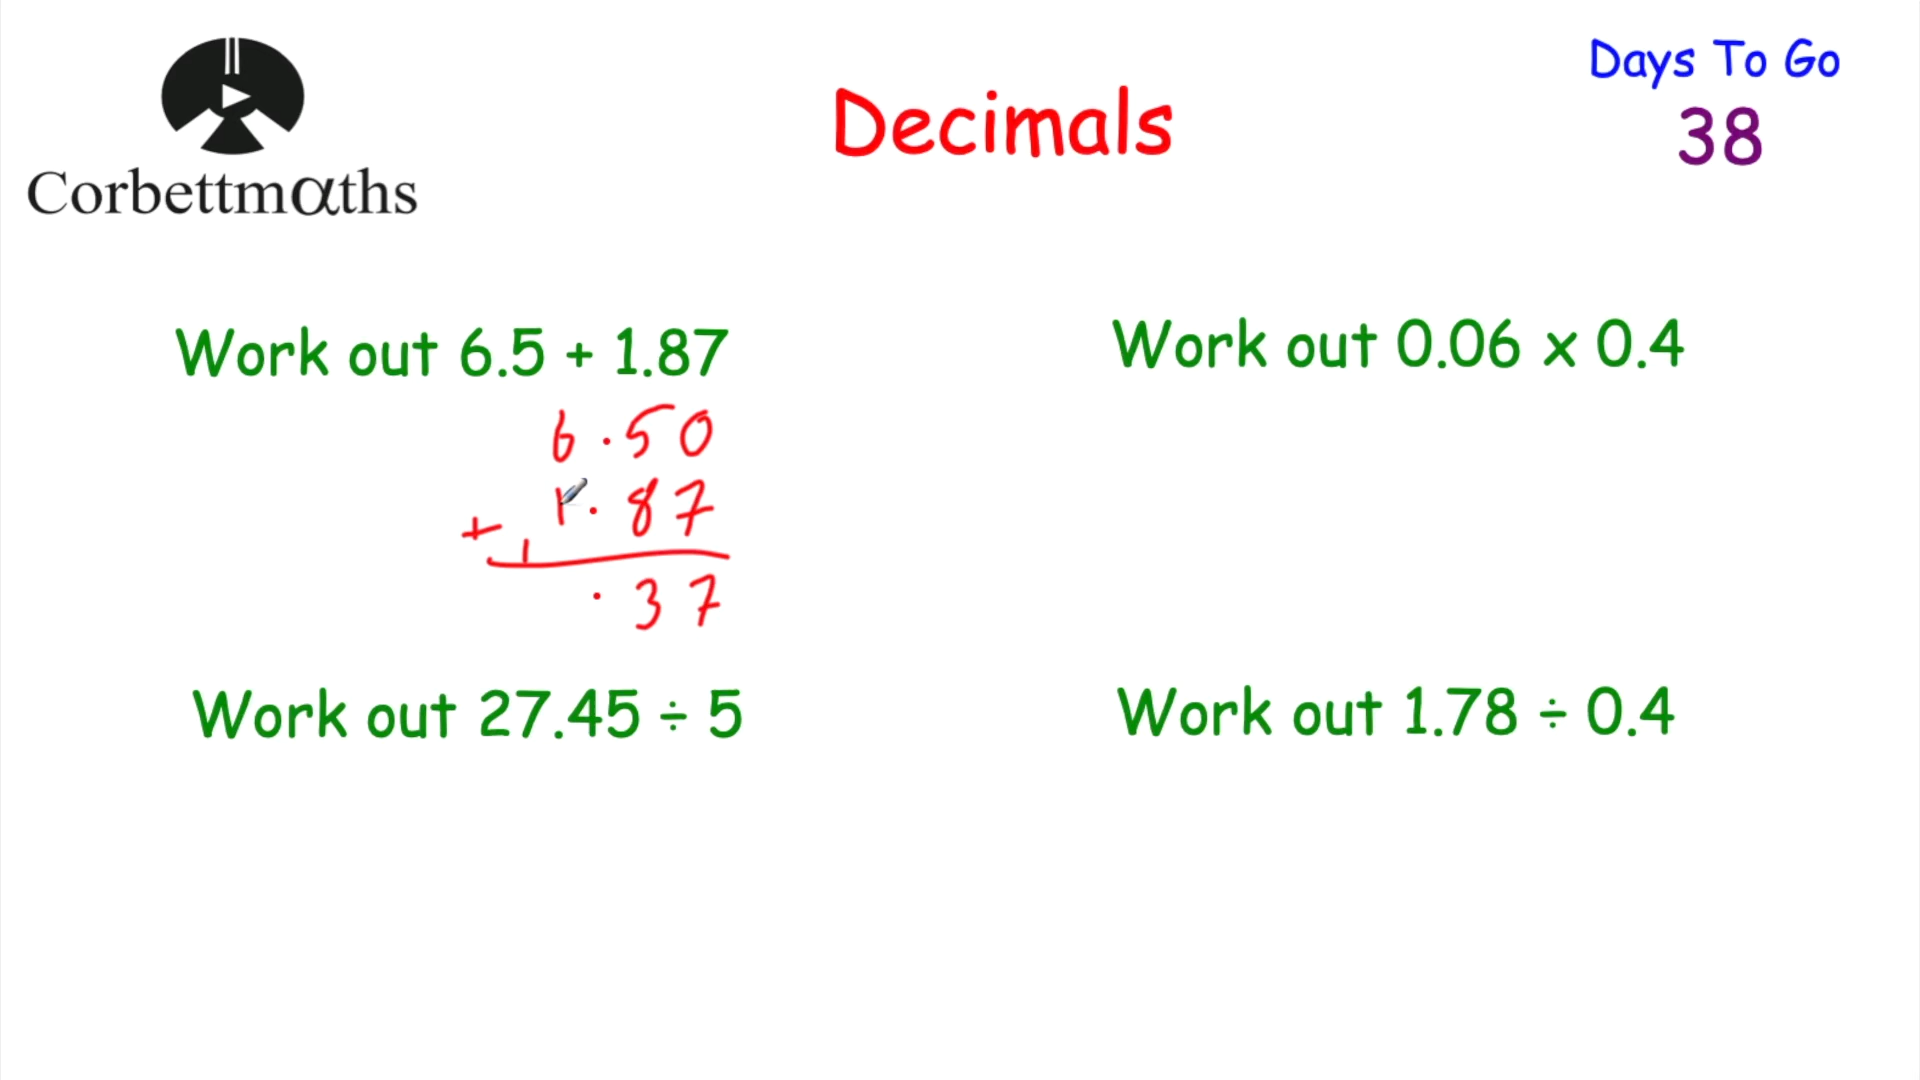 Corbettmαths
Decimals
Days To Go
38
Work out 6.5 + 1.87
6.50
+ 1.87
1
.37
Work out 0.06 x 0.4
Work out 27.45 ÷ 5
Work out 1.78 ÷ 0.4